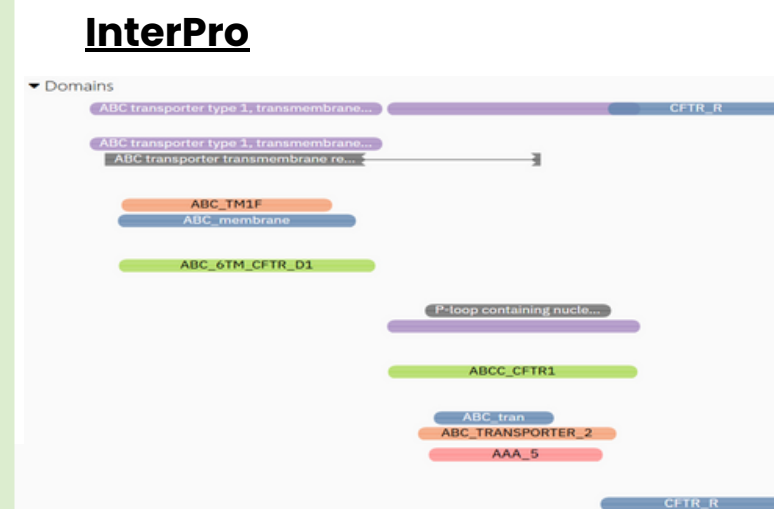 InterPro
Domains
ABC transporter type 1, transmembrane...
CFTR_R
ABC transporter type 1, transmembrane...
ABC transporter transmembrane re...
ABC_TM1F
ABC_membrane
ABC_6TM_CFTR_D1
P-loop containing nucle...
ABCC_CFTR1
ABC_tran
ABC_TRANSPORTER_2
AAA_5
CFTR_R